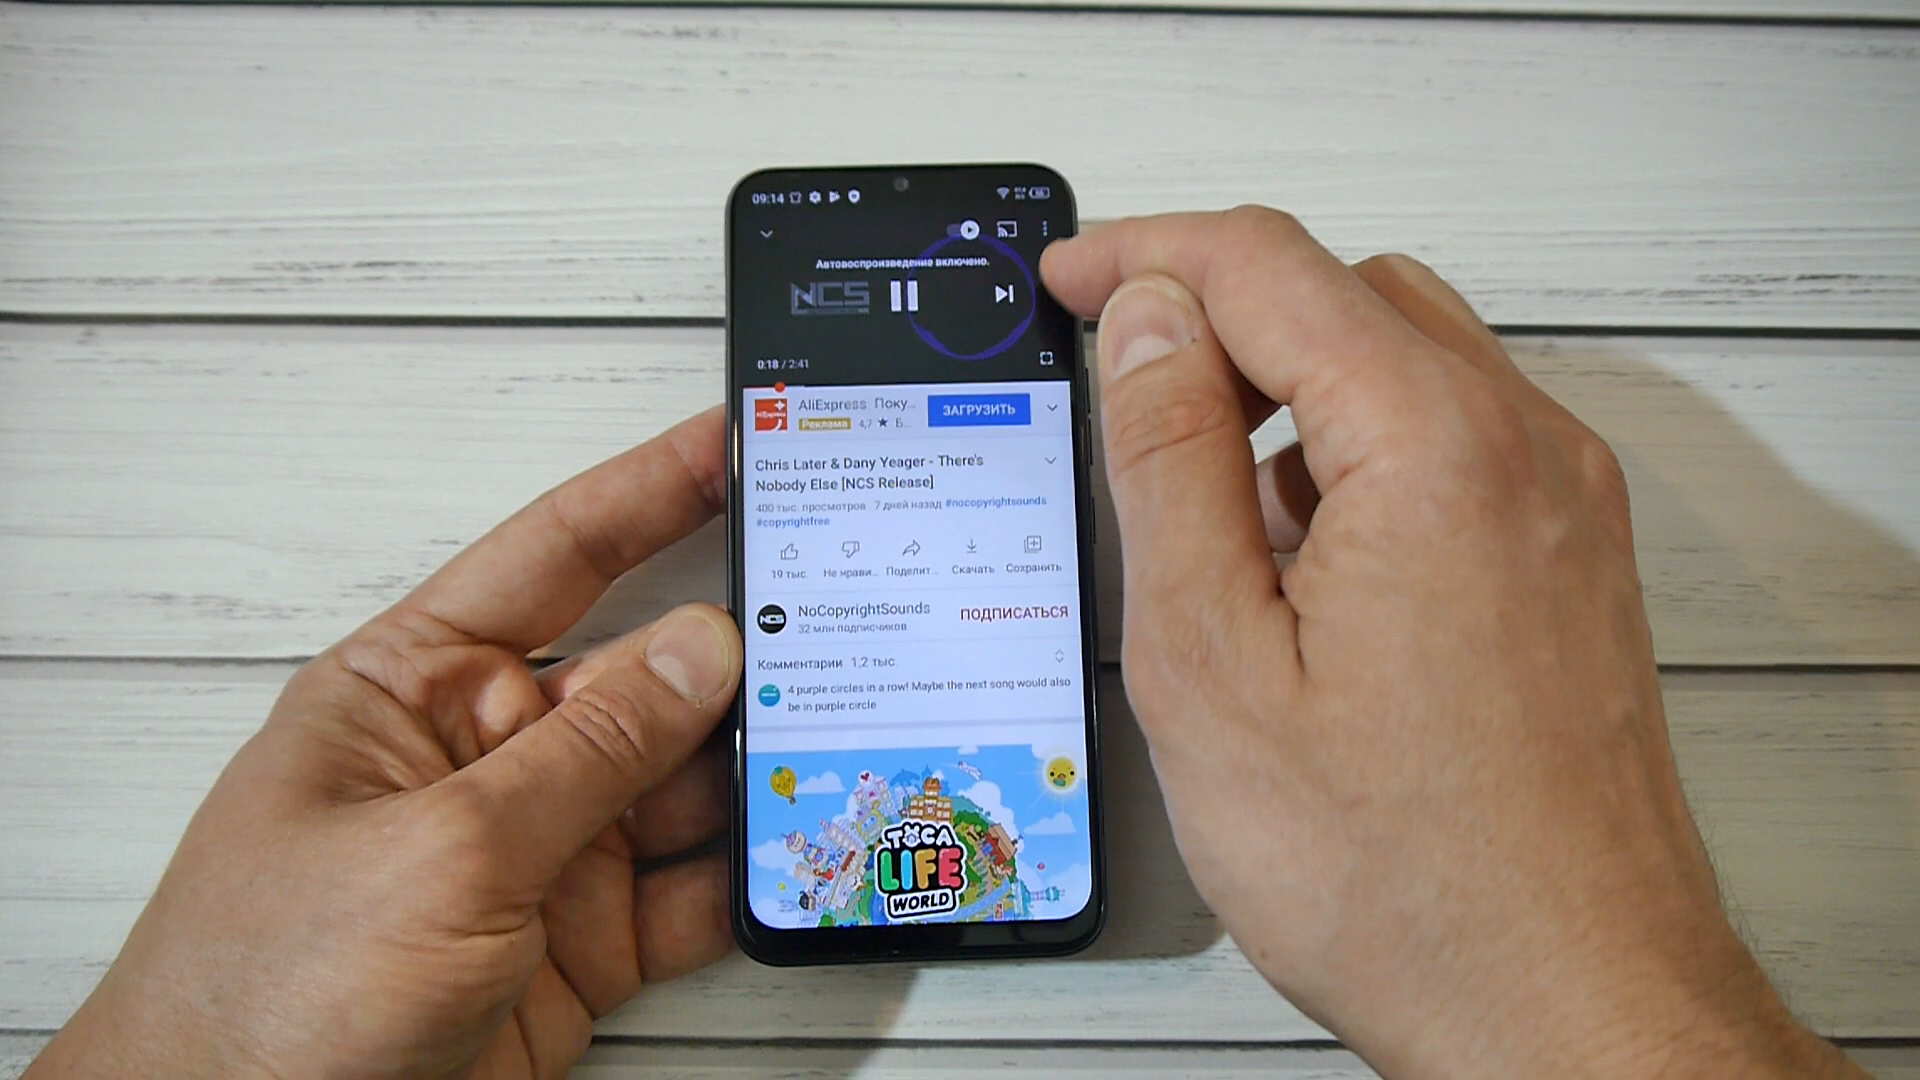 09:14
Автовоспроизведение включено.
NCS
0:18 / 2:41
AliExpress Поку...
Реклама 4,7 ★ Б...
ЗАГРУЗИТЬ
Chris Later & Dany Yeager - There's
Nobody Else [NCS Release]
400 тыс. просмотров 7 дней назад #nocopyrightsounds
#copyrightfree
19 тыс. Не нрави... Поделит... Скачать Сохранить
NCS
NoCopyrightSounds
32 млн подписчиков
ПОДПИСАТЬСЯ
Комментарии 1,2 тыс.
4 purple circles in a row! Maybe the next song would also
be in purple circle
TOCA
LIFE
WORLD